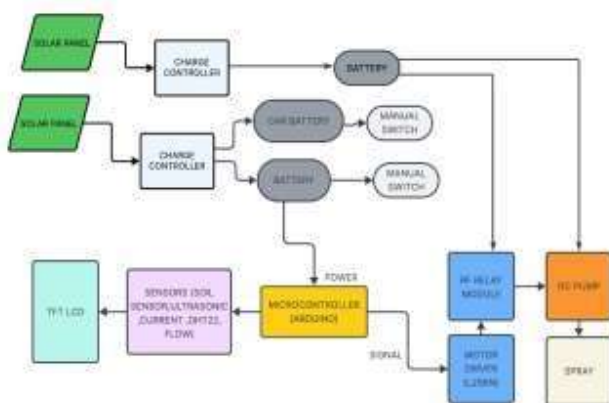 SOLAR PANEL
CHARGE
CONTROLLER
BATTERY
SOLAR PANEL
CHARGE
CONTROLLER
CAR BATTERY
MANUAL
SWITCH
BATTERY
MANUAL
SWITCH
POWER
TFT LCD
SENSORS (SOIL
SENSOR,ULTRASONIC
,CURRENT ,DHT22,
FLOW)
MICROCONTROLLER
(ARDUINO)
RF RELAY
MODULE
DC PUMP
SIGNAL
MOTOR
DRIVER
(L298N)
SPRAY